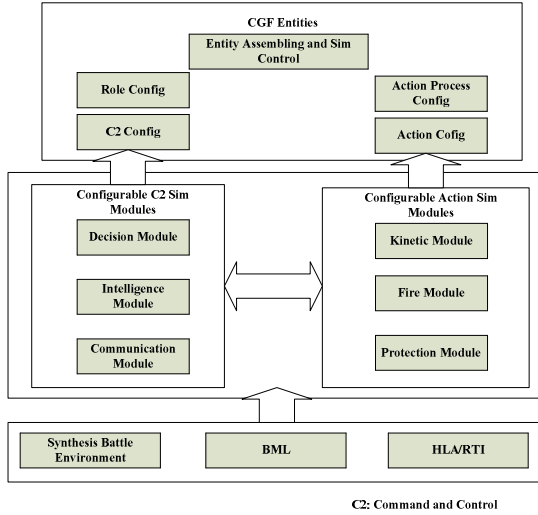 CGF Entities
Entity Assembling and Sim
Control
Role Config
Action Process
Config
C2 Config
Action Cofig
Configurable C2 Sim
Modules
Decision Module
Intelligence
Module
Communication
Module
Configurable Action Sim
Modules
Kinetic Module
Fire Module
Protection Module
Synthesis Battle
Environment
BML
HLA/RTI
C2: Command and Control